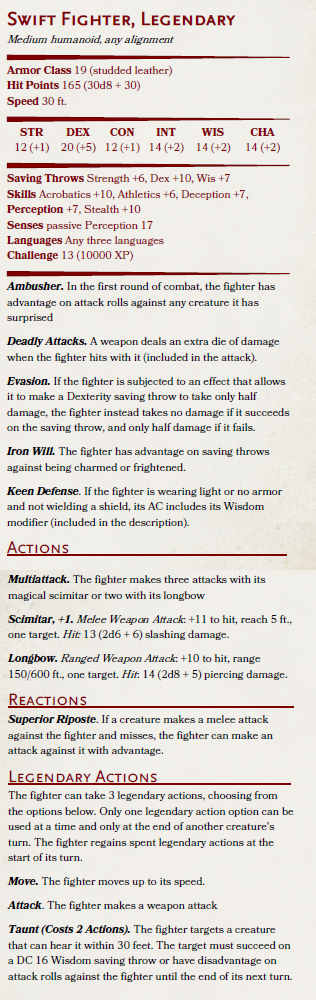 Swift Fighter, Legendary
Medium humanoid, any alignment
Armor Class 19 (studded leather)
Hit Points 165 (30d8 + 30)
Speed 30 ft.
STR DEX CON INT WIS CHA
12 (+1) 20 (+5) 12 (+1) 14 (+2) 14 (+2) 14 (+2)
Saving Throws Strength +6, Dex +10, Wis +7
Skills Acrobatics +10, Athletics +6, Deception +7,
Perception +7, Stealth +10
Senses passive Perception 17
Languages Any three languages
Challenge 13 (10000 XP)
Ambusher. In the first round of combat, the fighter has
advantage on attack rolls against any creature it has
surprised
Deadly Attacks. A weapon deals an extra die of damage
when the fighter hits with it (included in the attack).
Evasion. If the fighter is subjected to an effect that allows
it to make a Dexterity saving throw to take only half
damage, the fighter instead takes no damage if it succeeds
on the saving throw, and only half damage if it fails.
Iron Will. The fighter has advantage on saving throws
against being charmed or frightened.
Keen Defense. If the fighter is wearing light or no armor
and not wielding a shield, its AC includes its Wisdom
modifier (included in the description).
Actions
Multiattack. The fighter makes three attacks with its
magical scimitar or two with its longbow
Scimitar, +1. Melee Weapon Attack: +11 to hit, reach 5 ft.,
one target. Hit: 13 (2d6 + 6) slashing damage.
Longbow. Ranged Weapon Attack: +10 to hit, range
150/600 ft., one target. Hit: 14 (2d8 + 5) piercing damage.
Reactions
Superior Riposte. If a creature makes a melee attack
against the fighter and misses, the fighter can make an
attack against it with advantage.
Legendary Actions
The fighter can take 3 legendary actions, choosing from
the options below. Only one legendary action option can be
used at a time and only at the end of another creature's
turn. The fighter regains spent legendary actions at the
start of its turn.
Move. The fighter moves up to its speed.
Attack. The fighter makes a weapon attack
Taunt (Costs 2 Actions). The fighter targets a creature
that can hear it within 30 feet. The target must succeed on
a DC 16 Wisdom saving throw or have disadvantage on
attack rolls against the fighter until the end of its next turn.